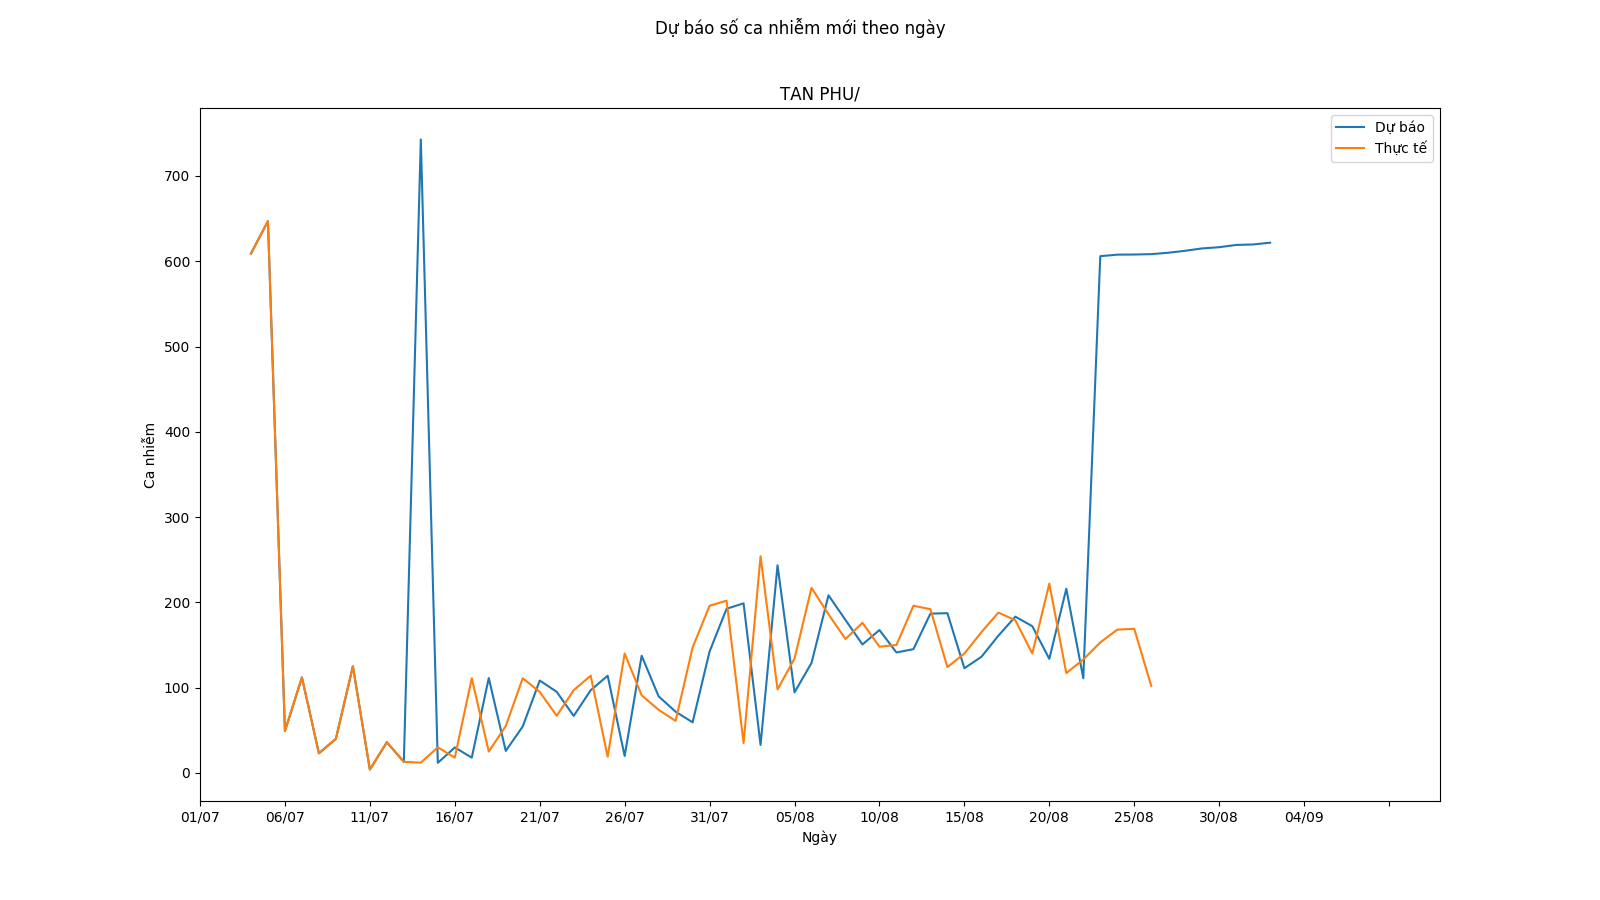 Dự báo số ca nhiễm mới theo ngày
TAN PHU/
Dự báo
Thực tế
700
600
500
400
300
200
100
0
Ca nhiễm
01/07 06/07 11/07 16/07 21/07 26/07 31/07 05/08 10/08 15/08 20/08 25/08 30/08 04/09
Ngày